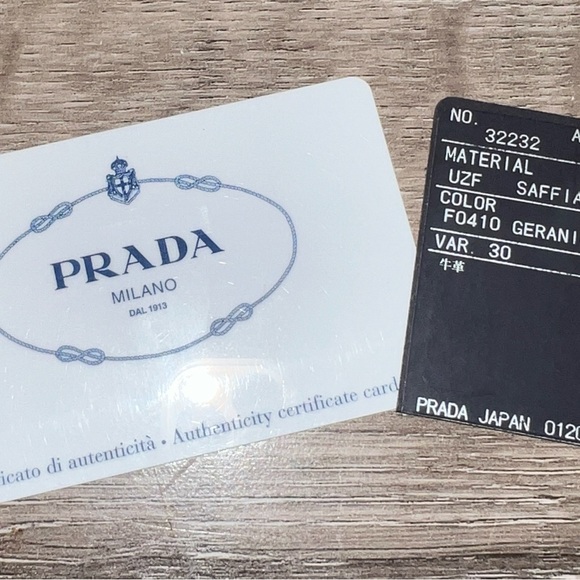 PRADA
MILANO
DAL 1913
icato di autenticità • Authenticity certificate card
NO. A
32232
MATERIAL
UZF SAFFIA
COLOR
F0410 GERANI
VAR. 30
牛革
PRADA JAPAN 0120